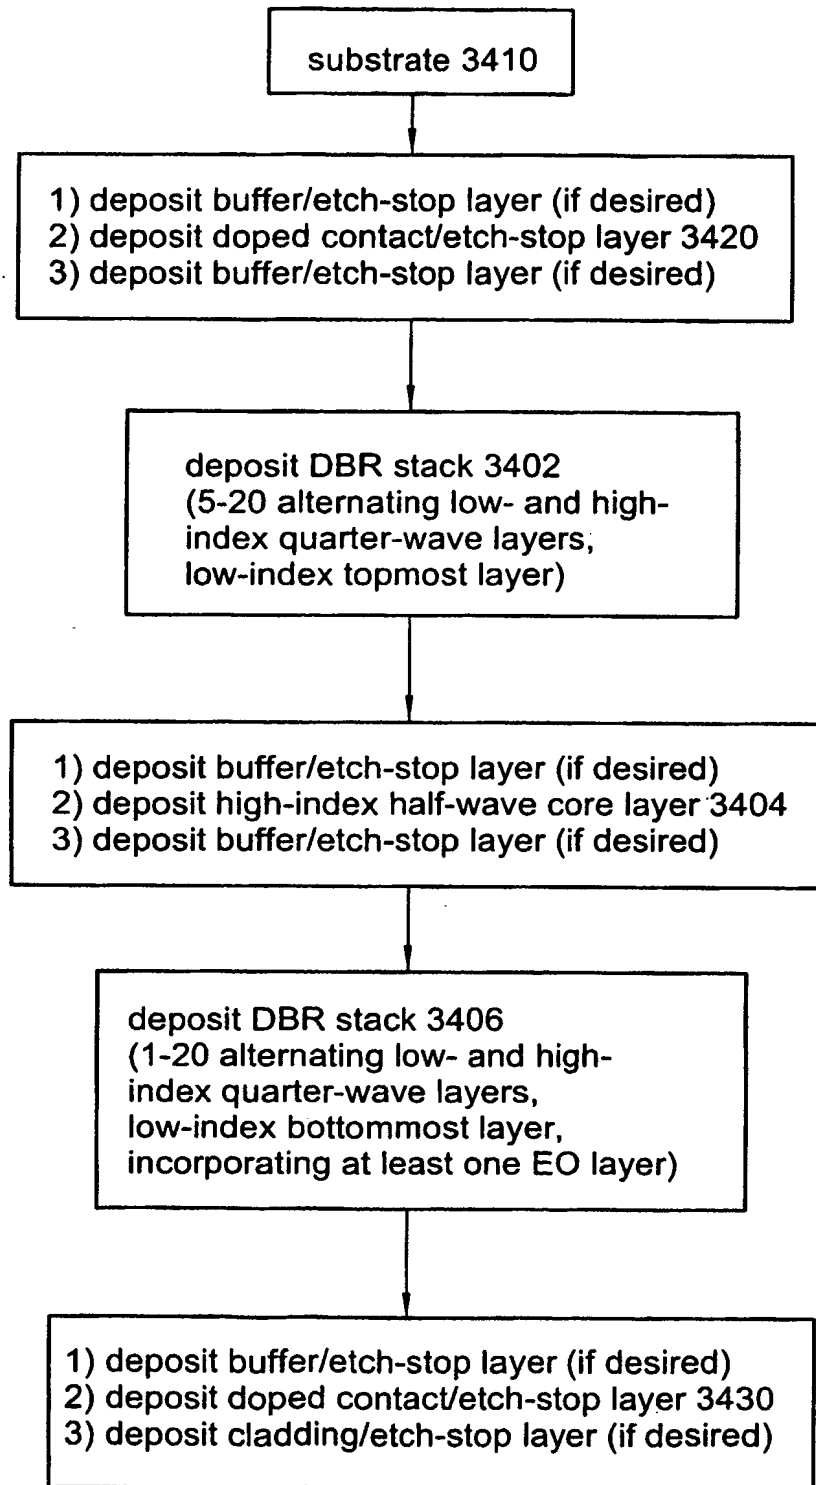 substrate 3410
1) deposit buffer/etch-stop layer (if desired)
2) deposit doped contact/etch-stop layer 3420
3) deposit buffer/etch-stop layer (if desired)
deposit DBR stack 3402
(5-20 alternating low- and high-
index quarter-wave layers,
low-index topmost layer)
1) deposit buffer/etch-stop layer (if desired)
2) deposit high-index half-wave core layer 3404
3) deposit buffer/etch-stop layer (if desired)
deposit DBR stack 3406
(1-20 alternating low- and high-
index quarter-wave layers,
low-index bottommost layer,
incorporating at least one EO layer)
1) deposit buffer/etch-stop layer (if desired)
2) deposit doped contact/etch-stop layer 3430
3) deposit cladding/etch-stop layer (if desired)